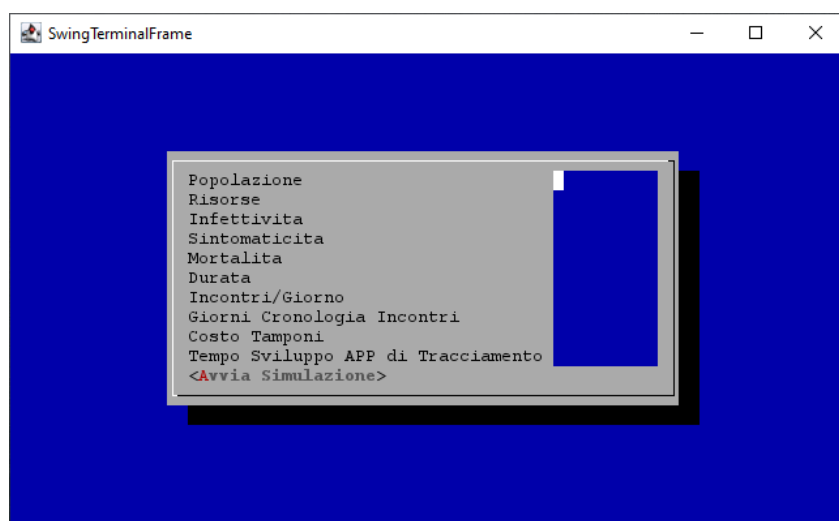 SwingTerminalFrame
Popolazione
Risorse
Infettivita
Sintomaticita
Mortalita
Durata
Incontri/Giorno
Giorni Cronologia Incontri
Costo Tamponi
Tempo Sviluppo APP di Tracciamento
<Avvia Simulazione>